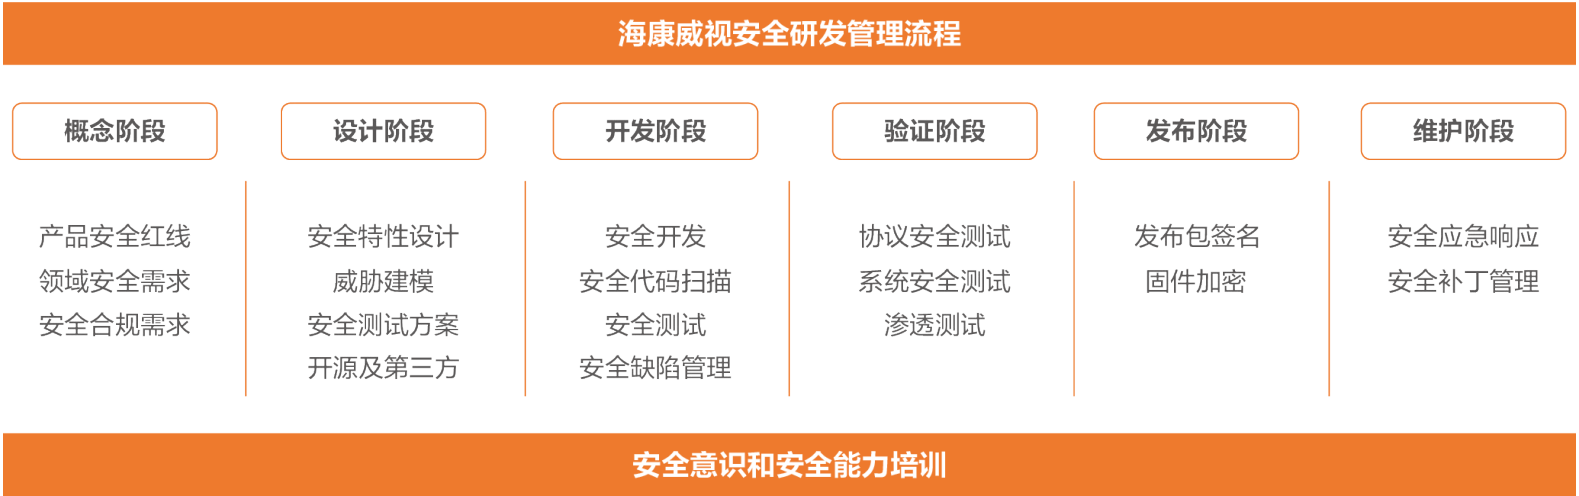 海康威视安全研发管理流程
概念阶段
设计阶段
开发阶段
验证阶段
发布阶段
维护阶段
产品安全红线
领域安全需求
安全合规需求
安全特性设计
威胁建模
安全测试方案
开源及第三方
安全开发
安全代码扫描
安全测试
安全缺陷管理
协议安全测试
系统安全测试
渗透测试
发布包签名
固件加密
安全应急响应
安全补丁管理
安全意识和安全能力培训